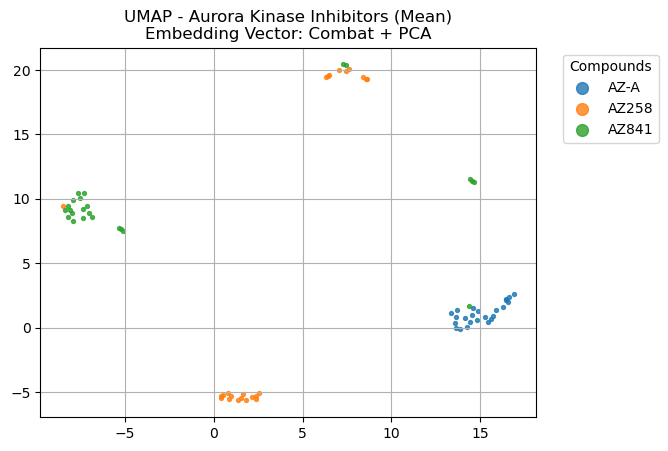 UMAP - Aurora Kinase Inhibitors (Mean)
Embedding Vector: Combat + PCA
Compounds
AZ-A
AZ258
AZ841
20
15
10
5
0
−5
−5
0
5
10
15